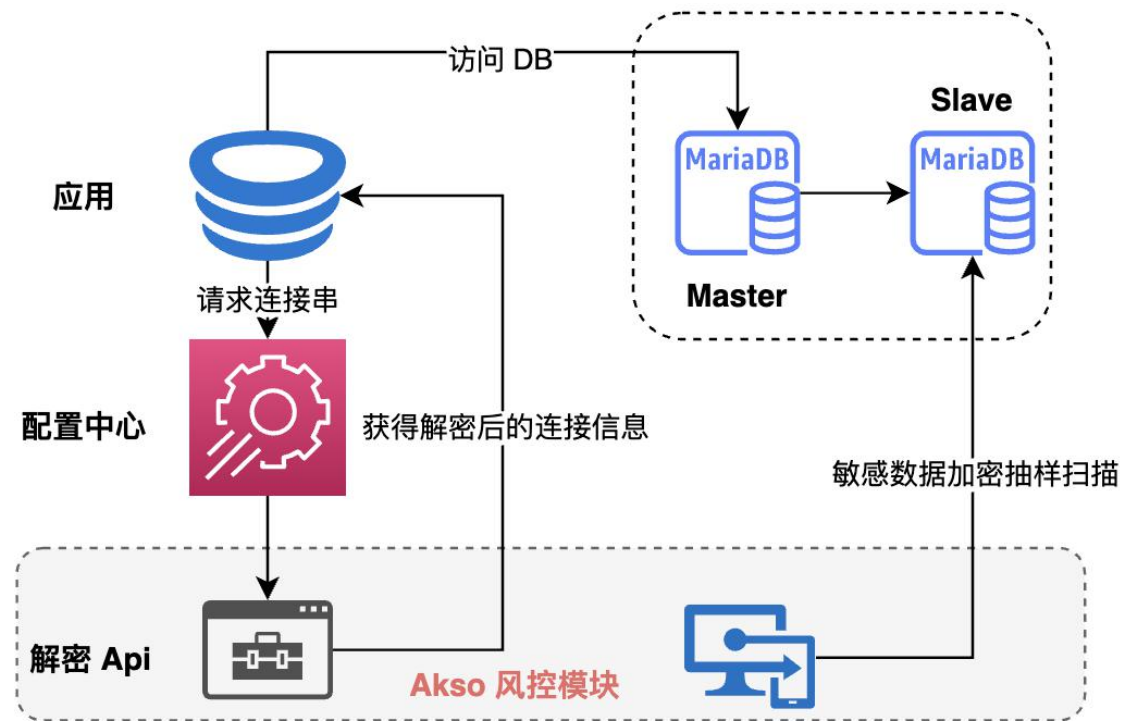 访问 DB
Slave
MariaDB
MariaDB
应用
Master
请求连接串
配置中心
获得解密后的连接信息
敏感数据加密抽样扫描
解密 Api
Akso 风控模块